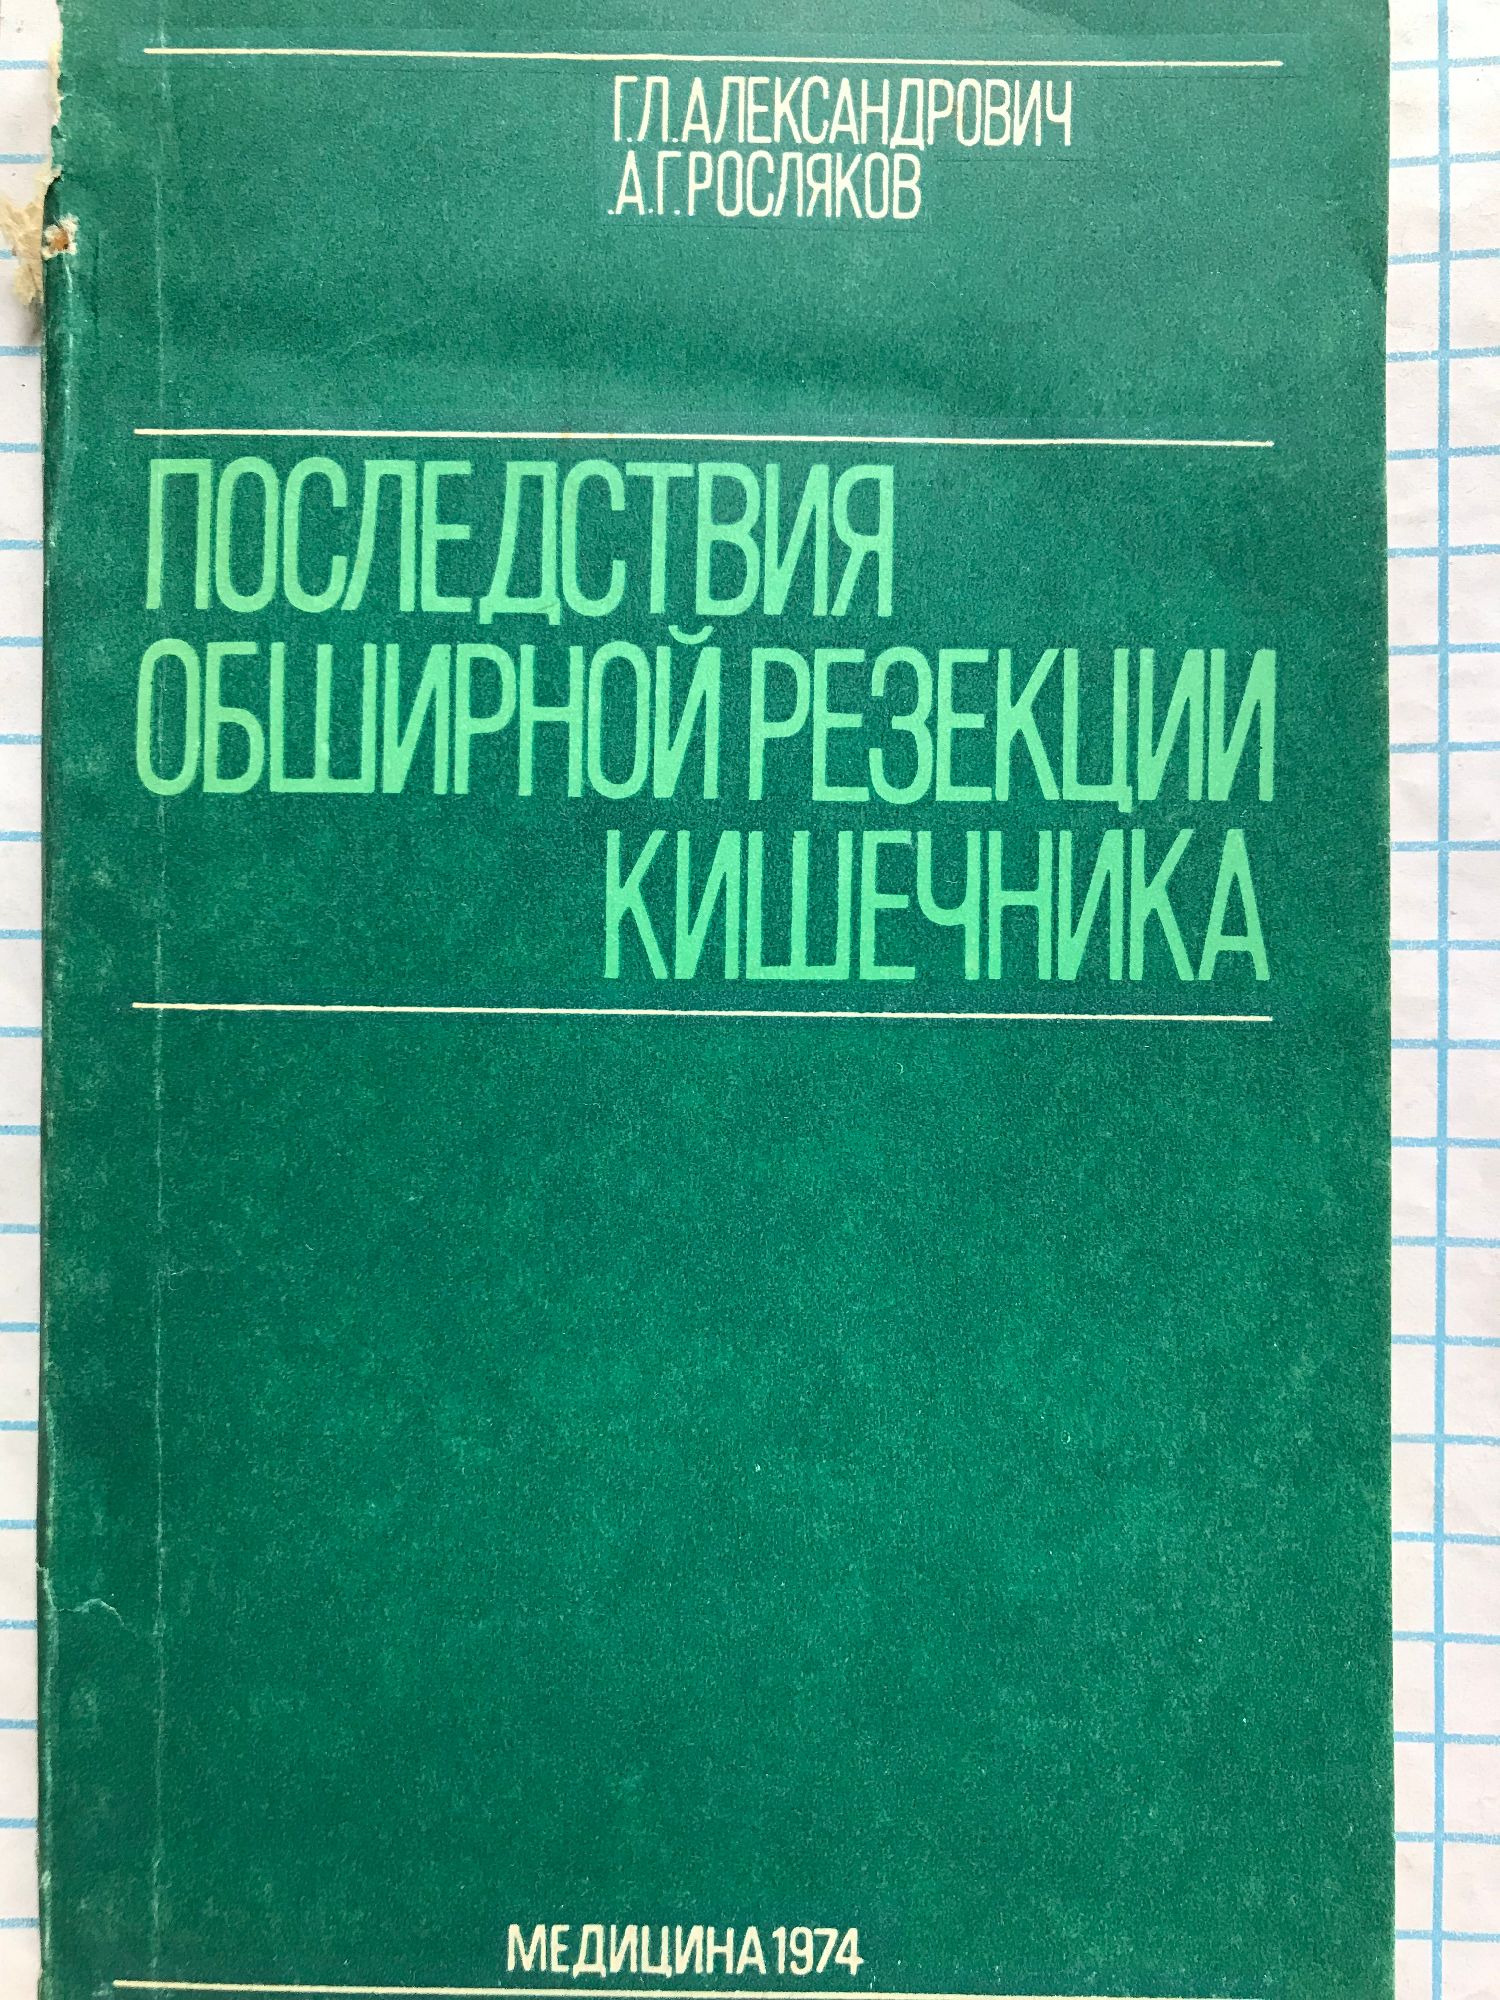 Г.Л.АЛЕКСАНДРОВИЧ
.А.Г.РОСЛЯКОВ
ПОСЛЕДСТВИЯ
ОБШИРНОЙ РЕЗЕКЦИИ
КИШЕЧНИКА
МЕДИЦИНА 1974